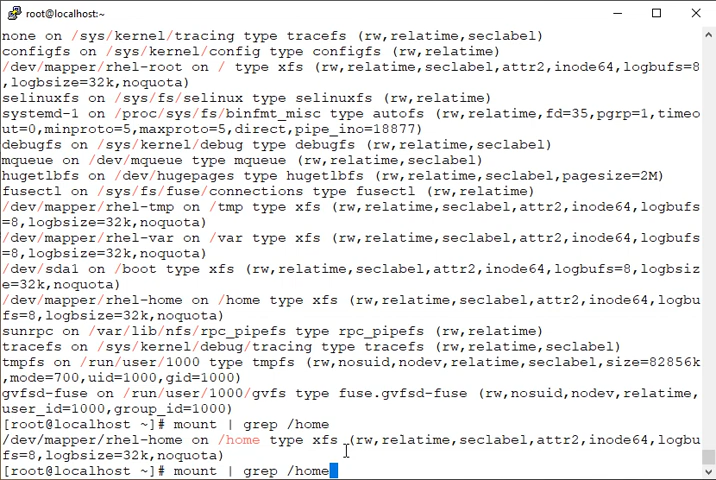 root@localhost:~
none on /sys/kernel/tracing type tracefs (rw,relatime,seclabel)
configfs on /sys/kernel/config type configfs (rw,relatime)
/dev/mapper/rhel-root on / type xfs (rw,relatime,seclabel,attr2,inode64,logbufs=8
,logbsize=32k,noquota)
selinuxfs on /sys/fs/selinux type selinuxfs (rw,relatime)
systemd-1 on /proc/sys/fs/binfmt_misc type autofs (rw,relatime,fd=35,pgrp=1,timeo
ut=0,minproto=5,maxproto=5,direct,pipe_ino=18877)
debugfs on /sys/kernel/debug type debugfs (rw,relatime,seclabel)
mqueue on /dev/mqueue type mqueue (rw,relatime,seclabel)
hugetlbfs on /dev/hugepages type hugetlbfs (rw,relatime,seclabel,pagesize=2M)
fusectl on /sys/fs/fuse/connections type fusectl (rw,relatime)
/dev/mapper/rhel-tmp on /tmp type xfs (rw,relatime,seclabel,attr2,inode64,logbufs
=8,logbsize=32k,noquota)
/dev/mapper/rhel-var on /var type xfs (rw,relatime,seclabel,attr2,inode64,logbufs
=8,logbsize=32k,noquota)
/dev/sda1 on /boot type xfs (rw,relatime,seclabel,attr2,inode64,logbufs=8,logbsiz
e=32k,noquota)
/dev/mapper/rhel-home on /home type xfs (rw,relatime,seclabel,attr2,inode64,logbu
fs=8,logbsize=32k,noquota)
sunrpc on /var/lib/nfs/rpc_pipefs type rpc_pipefs (rw,relatime)
tracefs on /sys/kernel/debug/tracing type tracefs (rw,relatime,seclabel)
tmpfs on /run/user/1000 type tmpfs (rw,nosuid,nodev,relatime,seclabel,size=82856k
,mode=700,uid=1000,gid=1000)
gvfsd-fuse on /run/user/1000/gvfs type fuse.gvfsd-fuse (rw,nosuid,nodev,relatime,
user_id=1000,group_id=1000)
[root@localhost ~]# mount | grep /home
/dev/mapper/rhel-home on /home type xfs (rw,relatime,seclabel,attr2,inode64,logbu
fs=8,logbsize=32k,noquota)
[root@localhost ~]# mount | grep /home